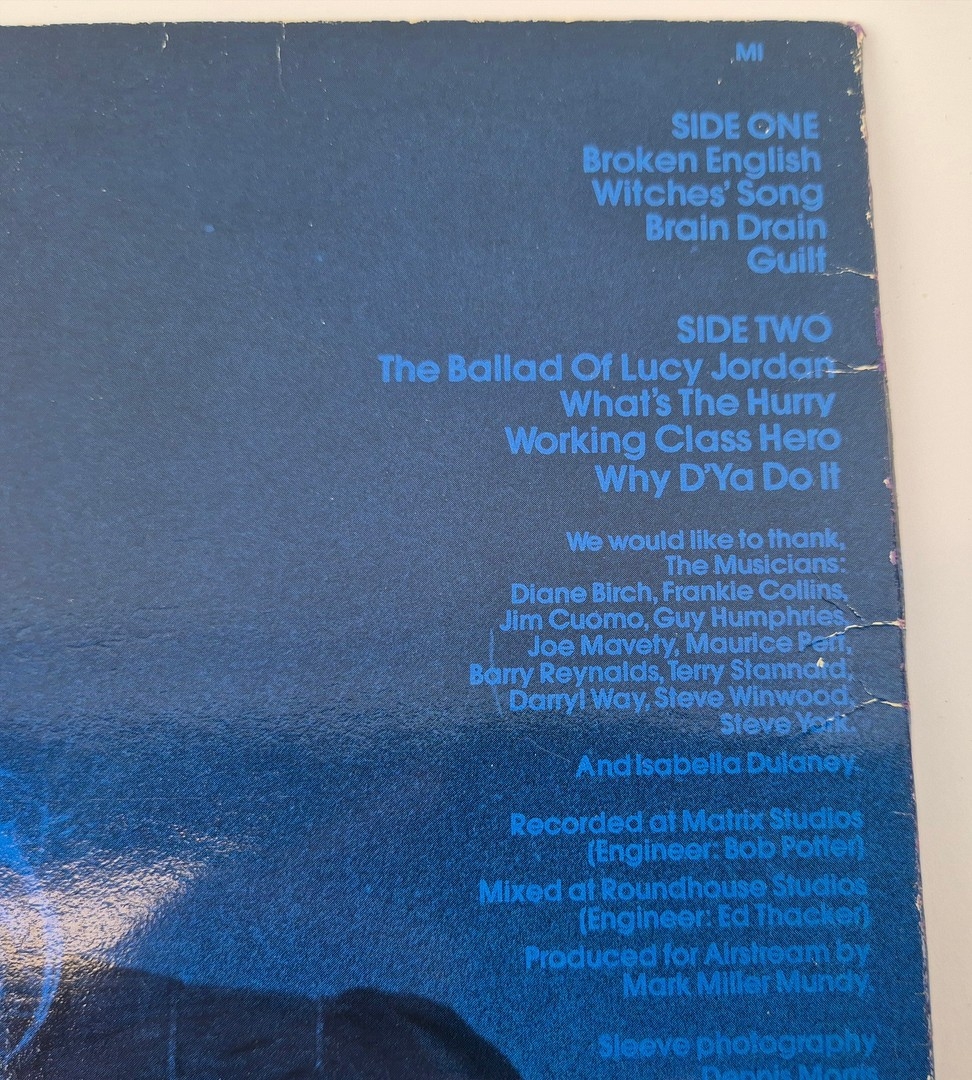 MI
SIDE ONE
Broken English
Witches' Song
Brain Drain
Guilt
SIDE TWO
The Ballad Of Lucy Jordan
What's The Hurry
Working Class Hero
Why D'Ya Do It
We would like to thank,
The Musicians:
Diane Birch, Frankie Collins,
Jim Cuomo, Guy Humphries,
Joe Mavety, Maurice Pert,
Barry Reynalds, Terry Stannard,
Darryl Way, Steve Winwood,
Steve York.
And Isabella Dulaney.
Recorded at Matrix Studios
(Engineer: Bob Potter)
Mixed at Roundhouse Studios
(Engineer: Ed Thacker)
Produced for Airstream by
Mark Miller Mundy.
Sleeve photography
Dennis Morris